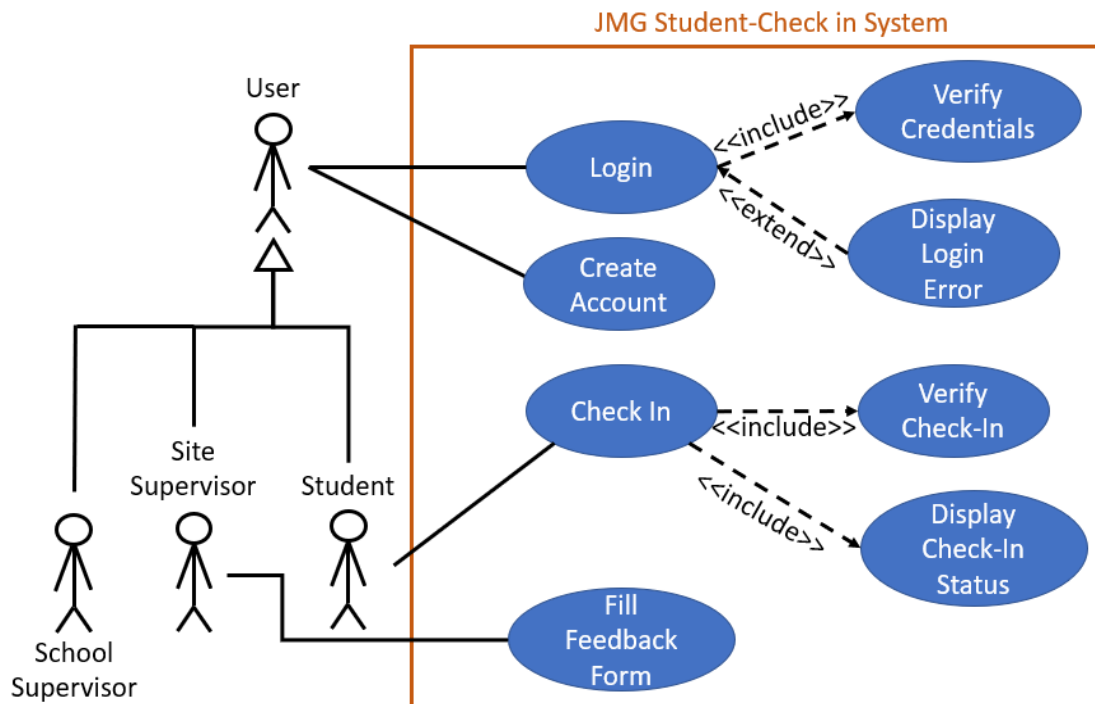 JMG Student-Check in System
User
Login
<<include>>
Verify
Credentials
<<extend>>
Display
Login
Error
Create
Account
Check In
<<include>>
Verify
Check-In
<<include>>
Display
Check-In
Status
Site
Supervisor
Student
School
Supervisor
Fill
Feedback
Form